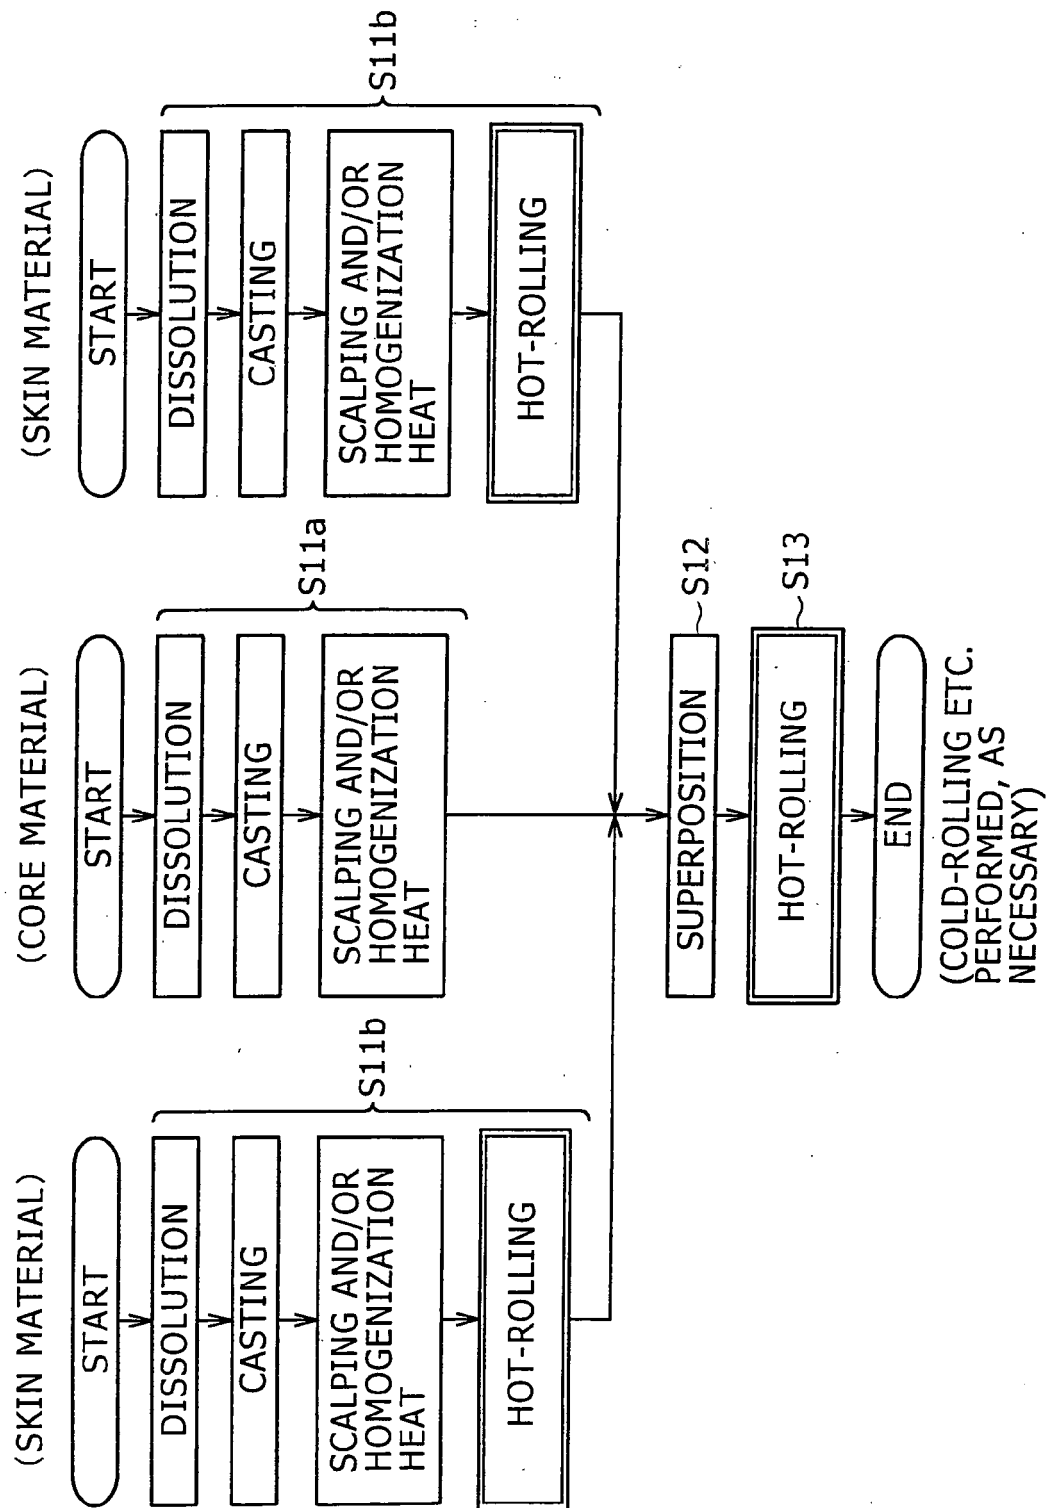 (SKIN MATERIAL)
START
DISSOLUTION
CASTING
SCALPING AND/OR
HOMOGENIZATION
HEAT
HOT-ROLLING
S11b
(CORE MATERIAL)
START
DISSOLUTION
CASTING
SCALPING AND/OR
HOMOGENIZATION
HEAT
S11a
(SKIN MATERIAL)
START
DISSOLUTION
CASTING
SCALPING AND/OR
HOMOGENIZATION
HEAT
HOT-ROLLING
S11b
SUPERPOSITION
S12
HOT-ROLLING
S13
END
(COLD-ROLLING ETC.
PERFORMED, AS
NECESSARY)